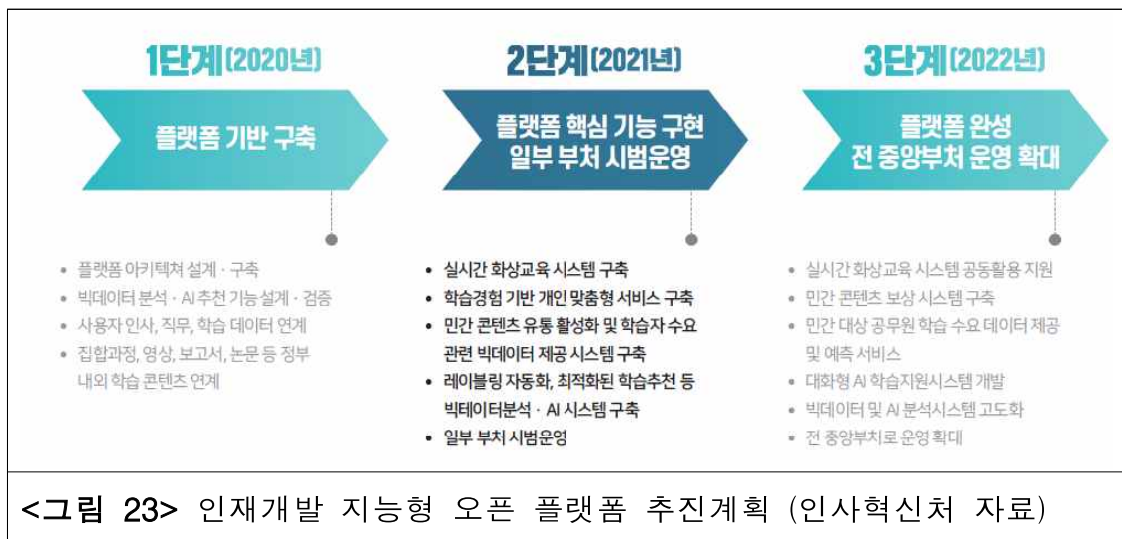 1단계(2020년)
플랫폼 기반 구축
• 플랫폼 아키텍쳐 설계 · 구축
• 빅데이터 분석 · AI 추천 기능 설계 · 검증
• 사용자 인사, 직무, 학습 데이터 연계
• 집합과정, 영상, 보고서, 논문 등 정부
내외 학습 콘텐츠 연계
2단계(2021년)
플랫폼 핵심 기능 구현
일부 부처 시범운영
• 실시간 화상교육 시스템 구축
• 학습경험 기반 개인 맞춤형 서비스 구축
• 민간 콘텐츠 유통 활성화 및 학습자 수요
관련 빅데이터 제공 시스템 구축
• 레이블링 자동화, 최적화된 학습추천 등
빅테이터분석 · AI 시스템 구축
• 일부 부처 시범운영
3단계(2022년)
플랫폼 완성
전 중앙부처 운영 확대
• 실시간 화상교육 시스템 공동활용 지원
• 민간 콘텐츠 보상 시스템 구축
• 민간 대상 공무원 학습 수요 데이터 제공
및 예측 서비스
• 대화형 AI 학습지원시스템 개발
• 빅데이터 및 AI 분석시스템 고도화
• 전 중앙부처로 운영 확대
<그림 23> 인재개발 지능형 오픈 플랫폼 추진계획 (인사혁신처 자료)